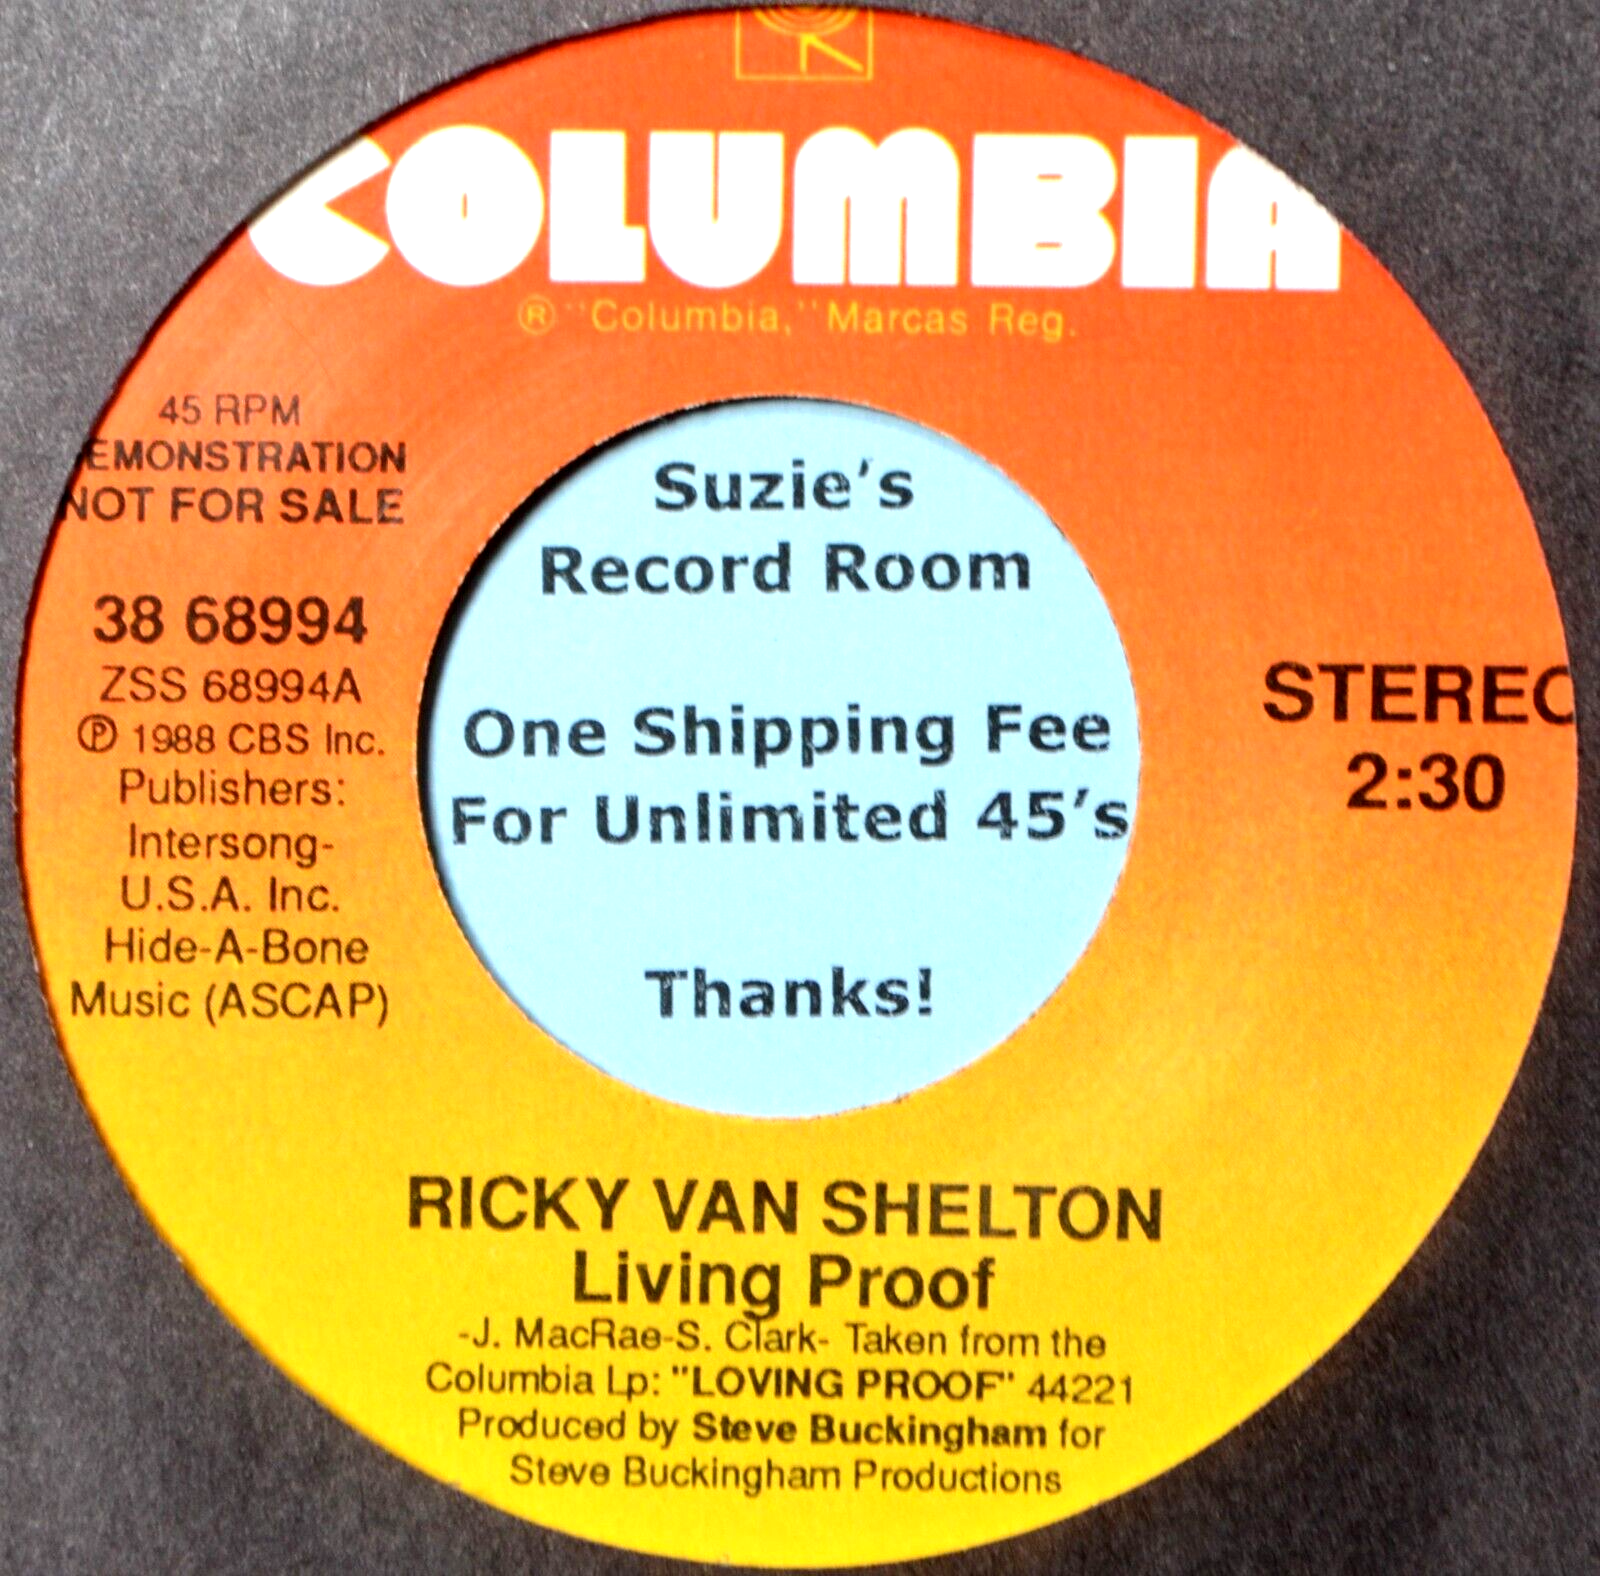 COLUMBIA
® "Columbia," Marcas Reg.
45 RPM
EMONSTRATION
NOT FOR SALE
38 68994
ZSS 68994A
℗ 1988 CBS Inc.
Publishers:
Intersong-
U.S.A. Inc.
Hide-A-Bone
Music (ASCAP)
Suzie's
Record Room
One Shipping Fee
For Unlimited 45's
Thanks!
STEREO
2:30
RICKY VAN SHELTON
Living Proof
-J. MacRae-S. Clark- Taken from the
Columbia Lp: "LOVING PROOF" 44221
Produced by Steve Buckingham for
Steve Buckingham Productions